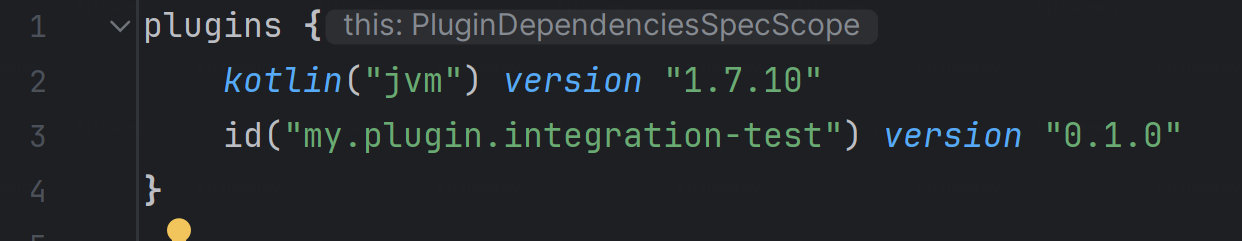 1 plugins { this: PluginDependenciesSpecScope
2 kotlin("jvm") version "1.7.10"
3 id("my.plugin.integration-test") version "0.1.0"
4 }
5